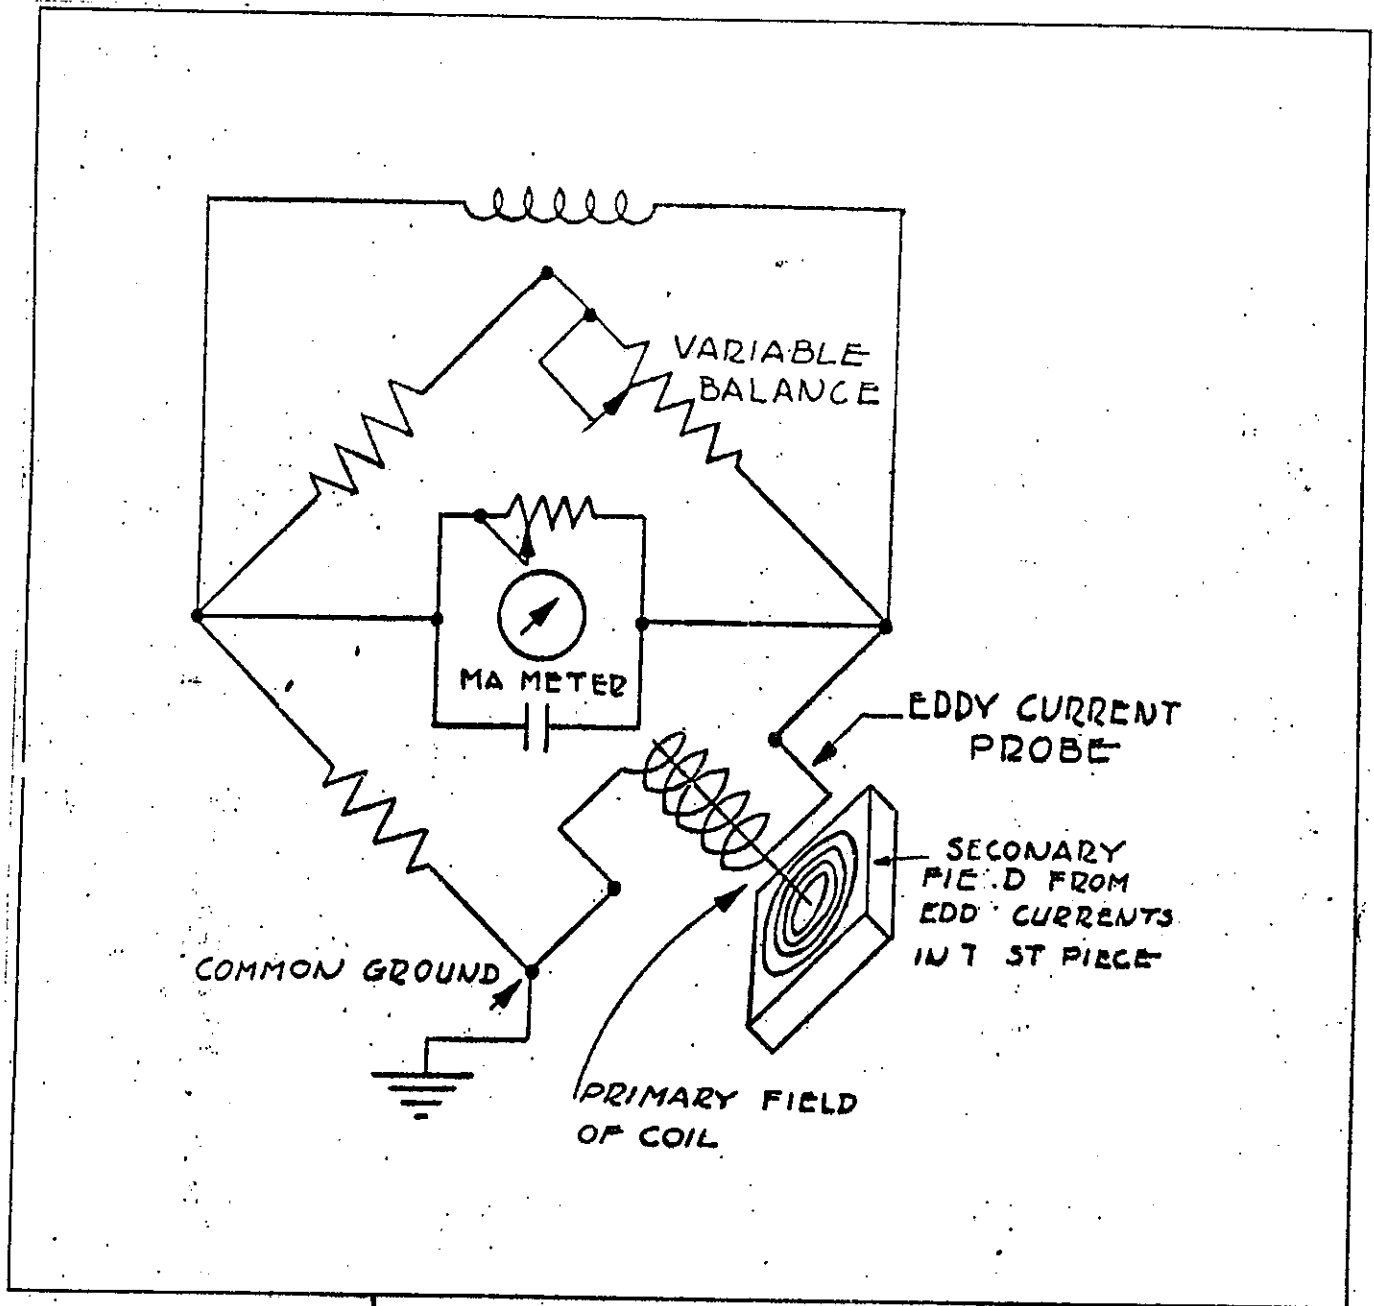 VARIABLE
BALANCE
MA METER
EDDY CURRENT
PROBE
SECONARY
FIE.D FROM
EDD CURRENTS
IN T ST PIECE
COMMON GROUND
PRIMARY FIELD
OF COIL